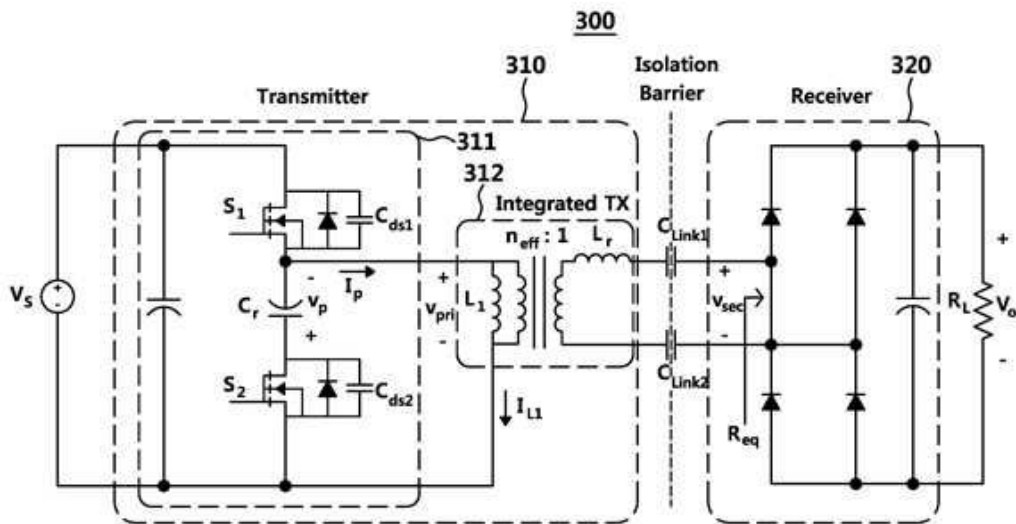 300
310
Isolation
Barrier
320
Transmitter
Receiver
311
312
Integrated TX
S1
Cds1
neff : 1
Lr
CLink1
VS
+
-
-
Ip
Cr
vp
+
+
vpri
-
L1
+
vsec
-
RL
+
Vo
-
S2
Cds2
CLink2
IL1
Req